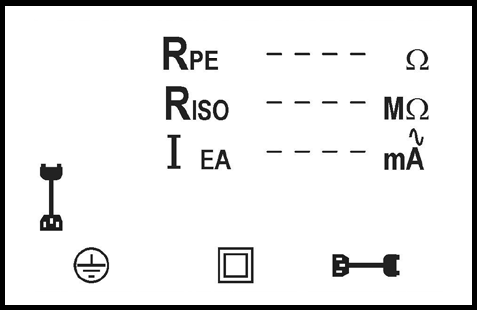 RPE ---- Ω
RISO ---- MΩ
I EA ---- mA ∿